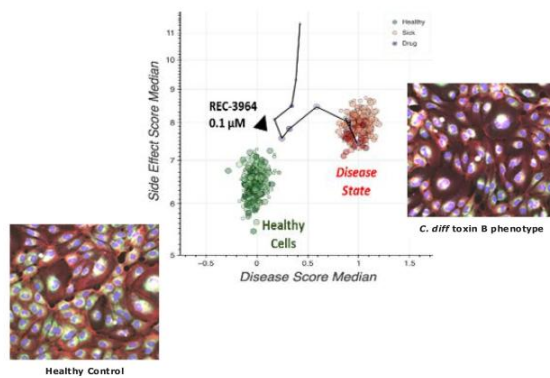 Side Effect Score Median
11
10
9
8
7
6
5
−0.5
0
0.5
1
1.5
Disease Score Median
Healthy
Sick
Drug
REC-3964
0.1 μM
Disease
State
Healthy
Cells
C. diff toxin B phenotype
Healthy Control